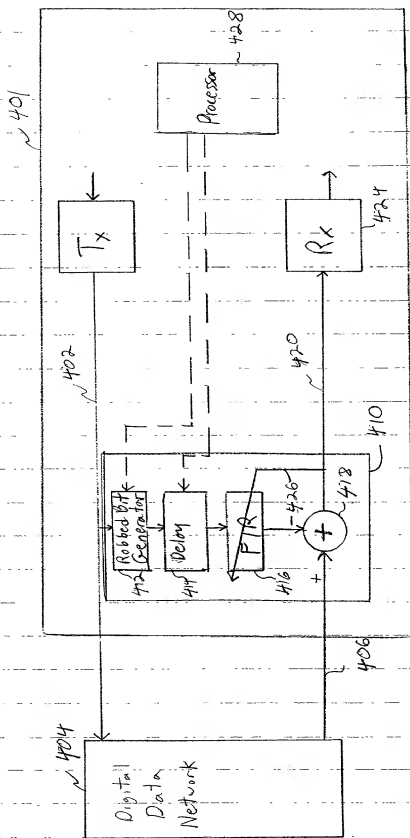 401
404
402
Tx
Digital
Data
Network
Robbed Bit
Generator
412
Delay
414
FIR
416
- 426
+
+
418
410
406
420
Rx
424
Processor
428